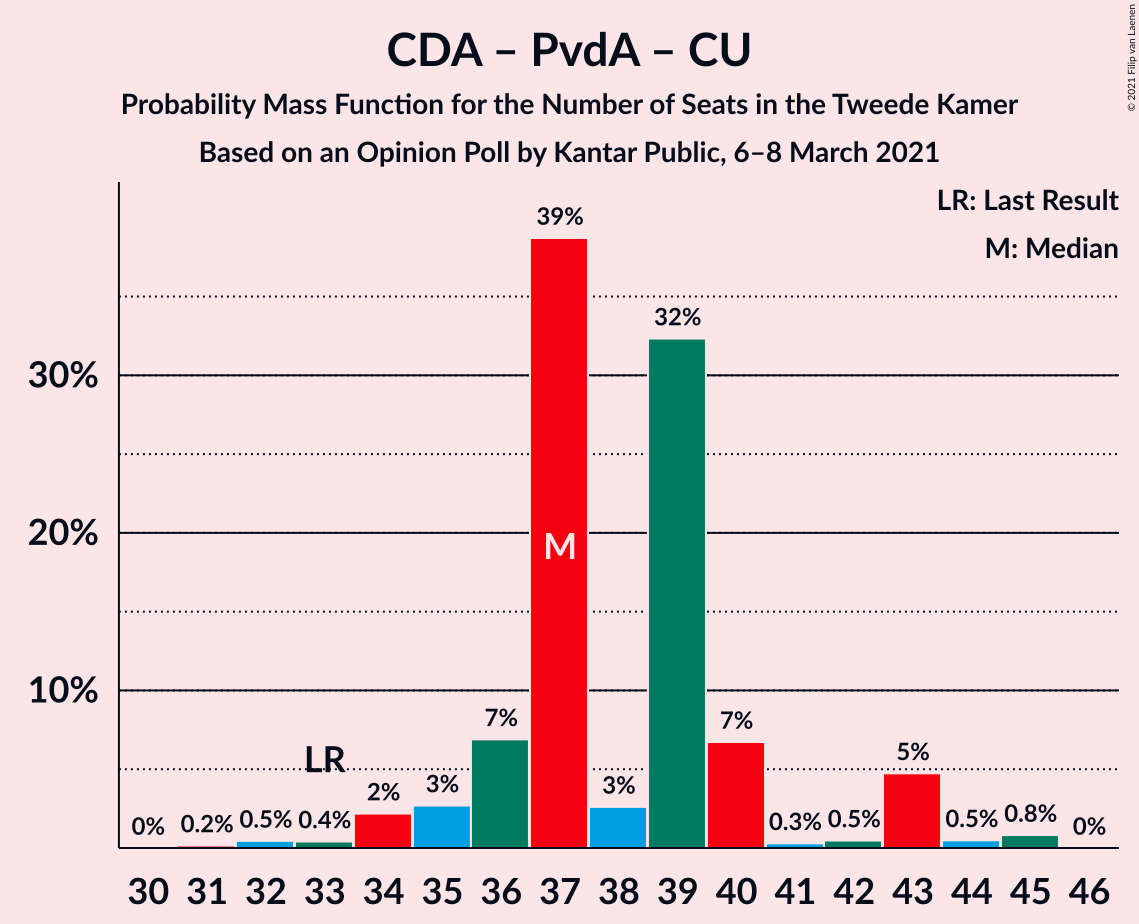 CDA – PvdA – CU
Probability Mass Function for the Number of Seats in the Tweede Kamer
Based on an Opinion Poll by Kantar Public, 6–8 March 2021
© 2021 Filip van Laenen
LR: Last Result
M: Median
30%
20%
10%
0%
0.2%
0.5%
0.4%
LR
2%
3%
7%
39%
M
3%
32%
7%
0.3%
0.5%
5%
0.5%
0.8%
0%
30 31 32 33 34 35 36 37 38 39 40 41 42 43 44 45 46